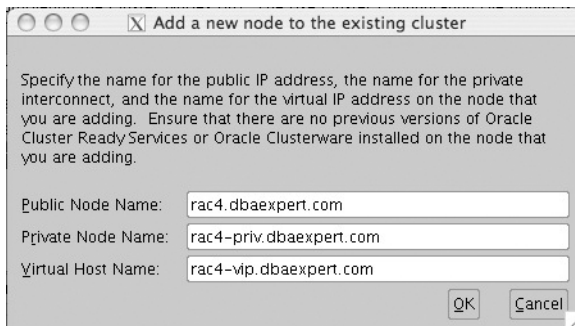 Add a new node to the existing cluster
Specify the name for the public IP address, the name for the private
interconnect, and the name for the virtual IP address on the node that
you are adding. Ensure that there are no previous versions of Oracle
Cluster Ready Services or Oracle Clusterware installed on the node that
you are adding.
Public Node Name: rac4.dbaexpert.com
Private Node Name: rac4-priv.dbaexpert.com
Virtual Host Name: rac4-vip.dbaexpert.com
OK Cancel